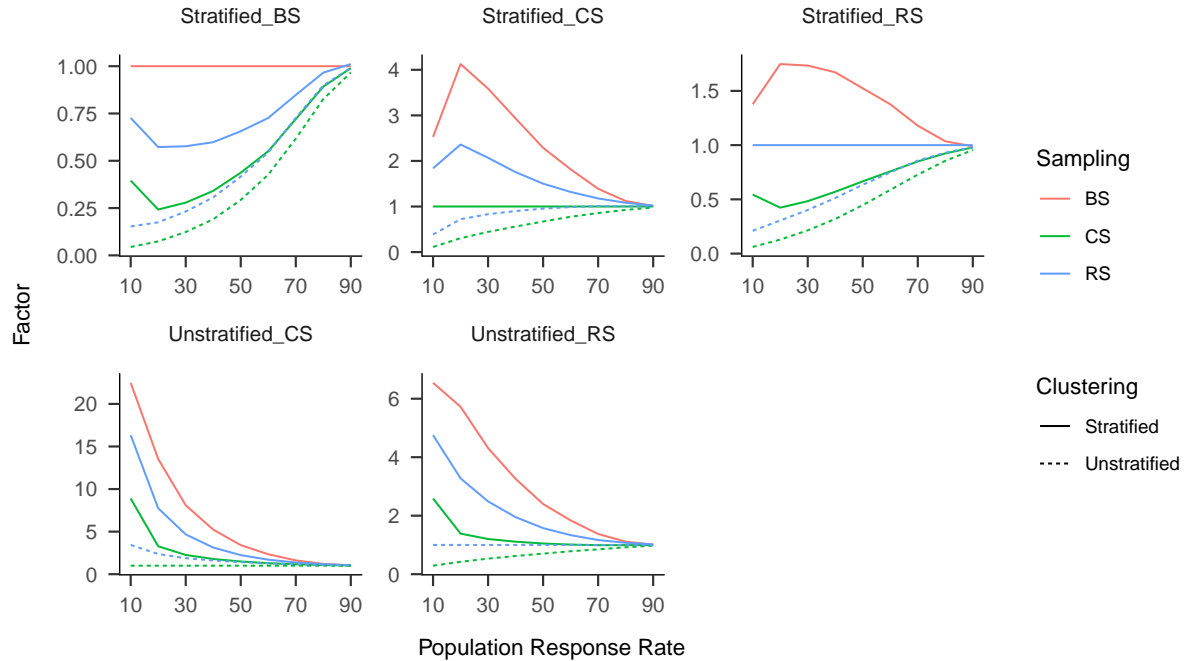 Stratified_BS
Stratified_CS
Stratified_RS
1.00
0.75
0.50
0.25
0.00
10 30 50 70 90
4
3
2
1
0
10 30 50 70 90
1.5
1.0
0.5
0.0
10 30 50 70 90
Unstratified_CS
Unstratified_RS
20
15
10
5
0
10 30 50 70 90
6
4
2
0
10 30 50 70 90
Factor
Population Response Rate
Sampling
BS
CS
RS
Clustering
Stratified
Unstratified